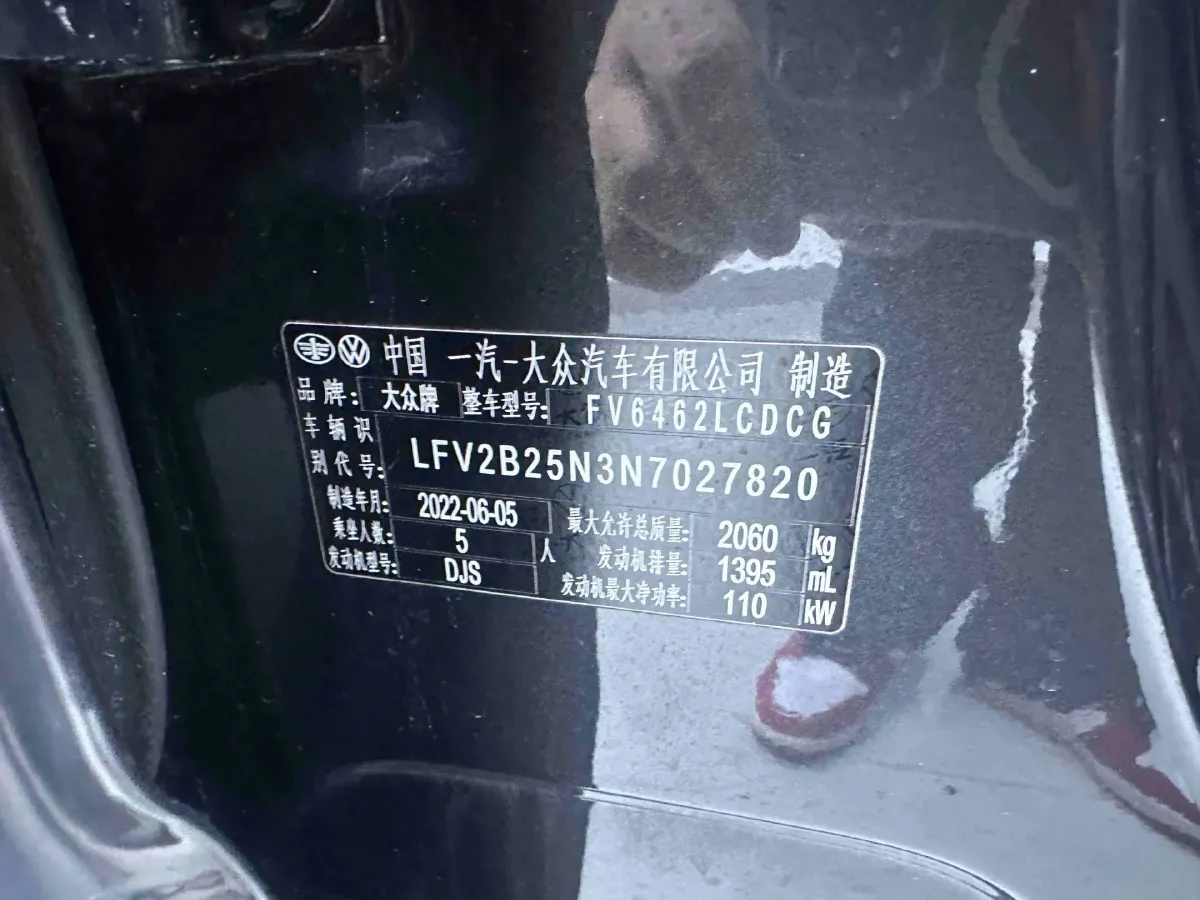 中国 一汽-大众汽车有限公司 制造
品牌: 大众牌 整车型号: FV6462LCDCG
车辆识
别代号: LFV2B25N3N7027820
制造年月: 2022-06-05 最大允许总质量: 2060 kg
乘坐人数: 5 人 发动机排量: 1395 mL
发动机型号: DJS 发动机最大净功率: 110 kW